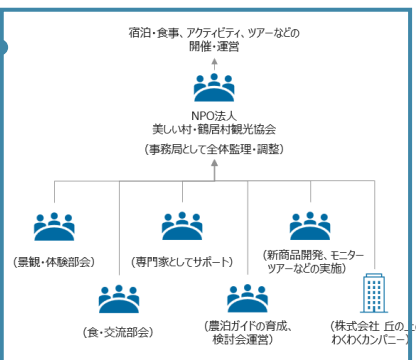 宿泊・食事、アクティビティ、ツアーなどの
開催・運営
NPO法人
美しい村・鶴居村観光協会
(事務局として全体監理・調整)
(景観・体験部会)
(専門家としてサポート)
(新商品開発、モニター
ツアーなどの実施)
(食・交流部会)
(農泊ガイドの育成、
検討会運営)
(株式会社 丘の上の
わくわくカンパニー)